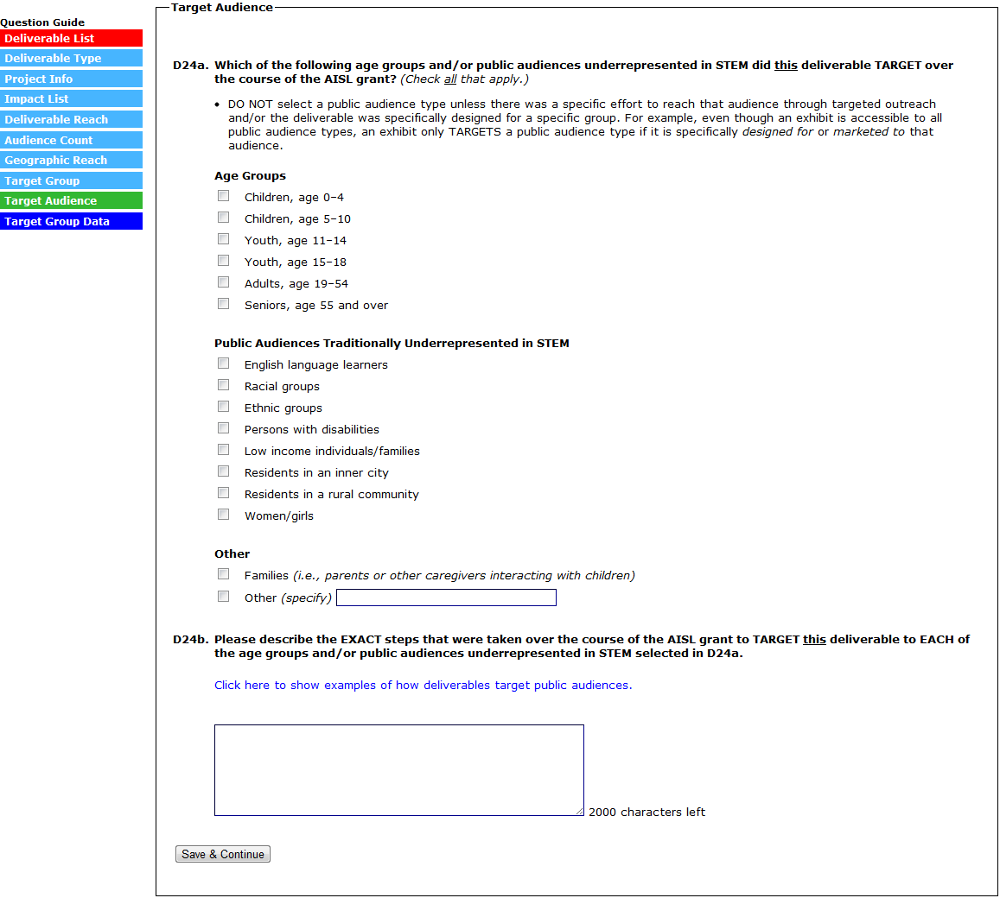 Question Guide
Deliverable List
Deliverable Type
Project Info
Impact List
Deliverable Reach
Audience Count
Geographic Reach
Target Group
Target Audience
Target Group Data
Target Audience
D24a. Which of the following age groups and/or public audiences underrepresented in STEM did this deliverable TARGET over
the course of the AISL grant? (Check all that apply.)
• DO NOT select a public audience type unless there was a specific effort to reach that audience through targeted outreach
and/or the deliverable was specifically designed for a specific group. For example, even though an exhibit is accessible to all
public audience types, an exhibit only TARGETS a public audience type if it is specifically designed for or marketed to that
audience.
Age Groups
Children, age 0–4
Children, age 5–10
Youth, age 11–14
Youth, age 15–18
Adults, age 19–54
Seniors, age 55 and over
Public Audiences Traditionally Underrepresented in STEM
English language learners
Racial groups
Ethnic groups
Persons with disabilities
Low income individuals/families
Residents in an inner city
Residents in a rural community
Women/girls
Other
Families (i.e., parents or other caregivers interacting with children)
Other (specify)
D24b. Please describe the EXACT steps that were taken over the course of the AISL grant to TARGET this deliverable to EACH of
the age groups and/or public audiences underrepresented in STEM selected in D24a.
Click here to show examples of how deliverables target public audiences.
2000 characters left
Save & Continue